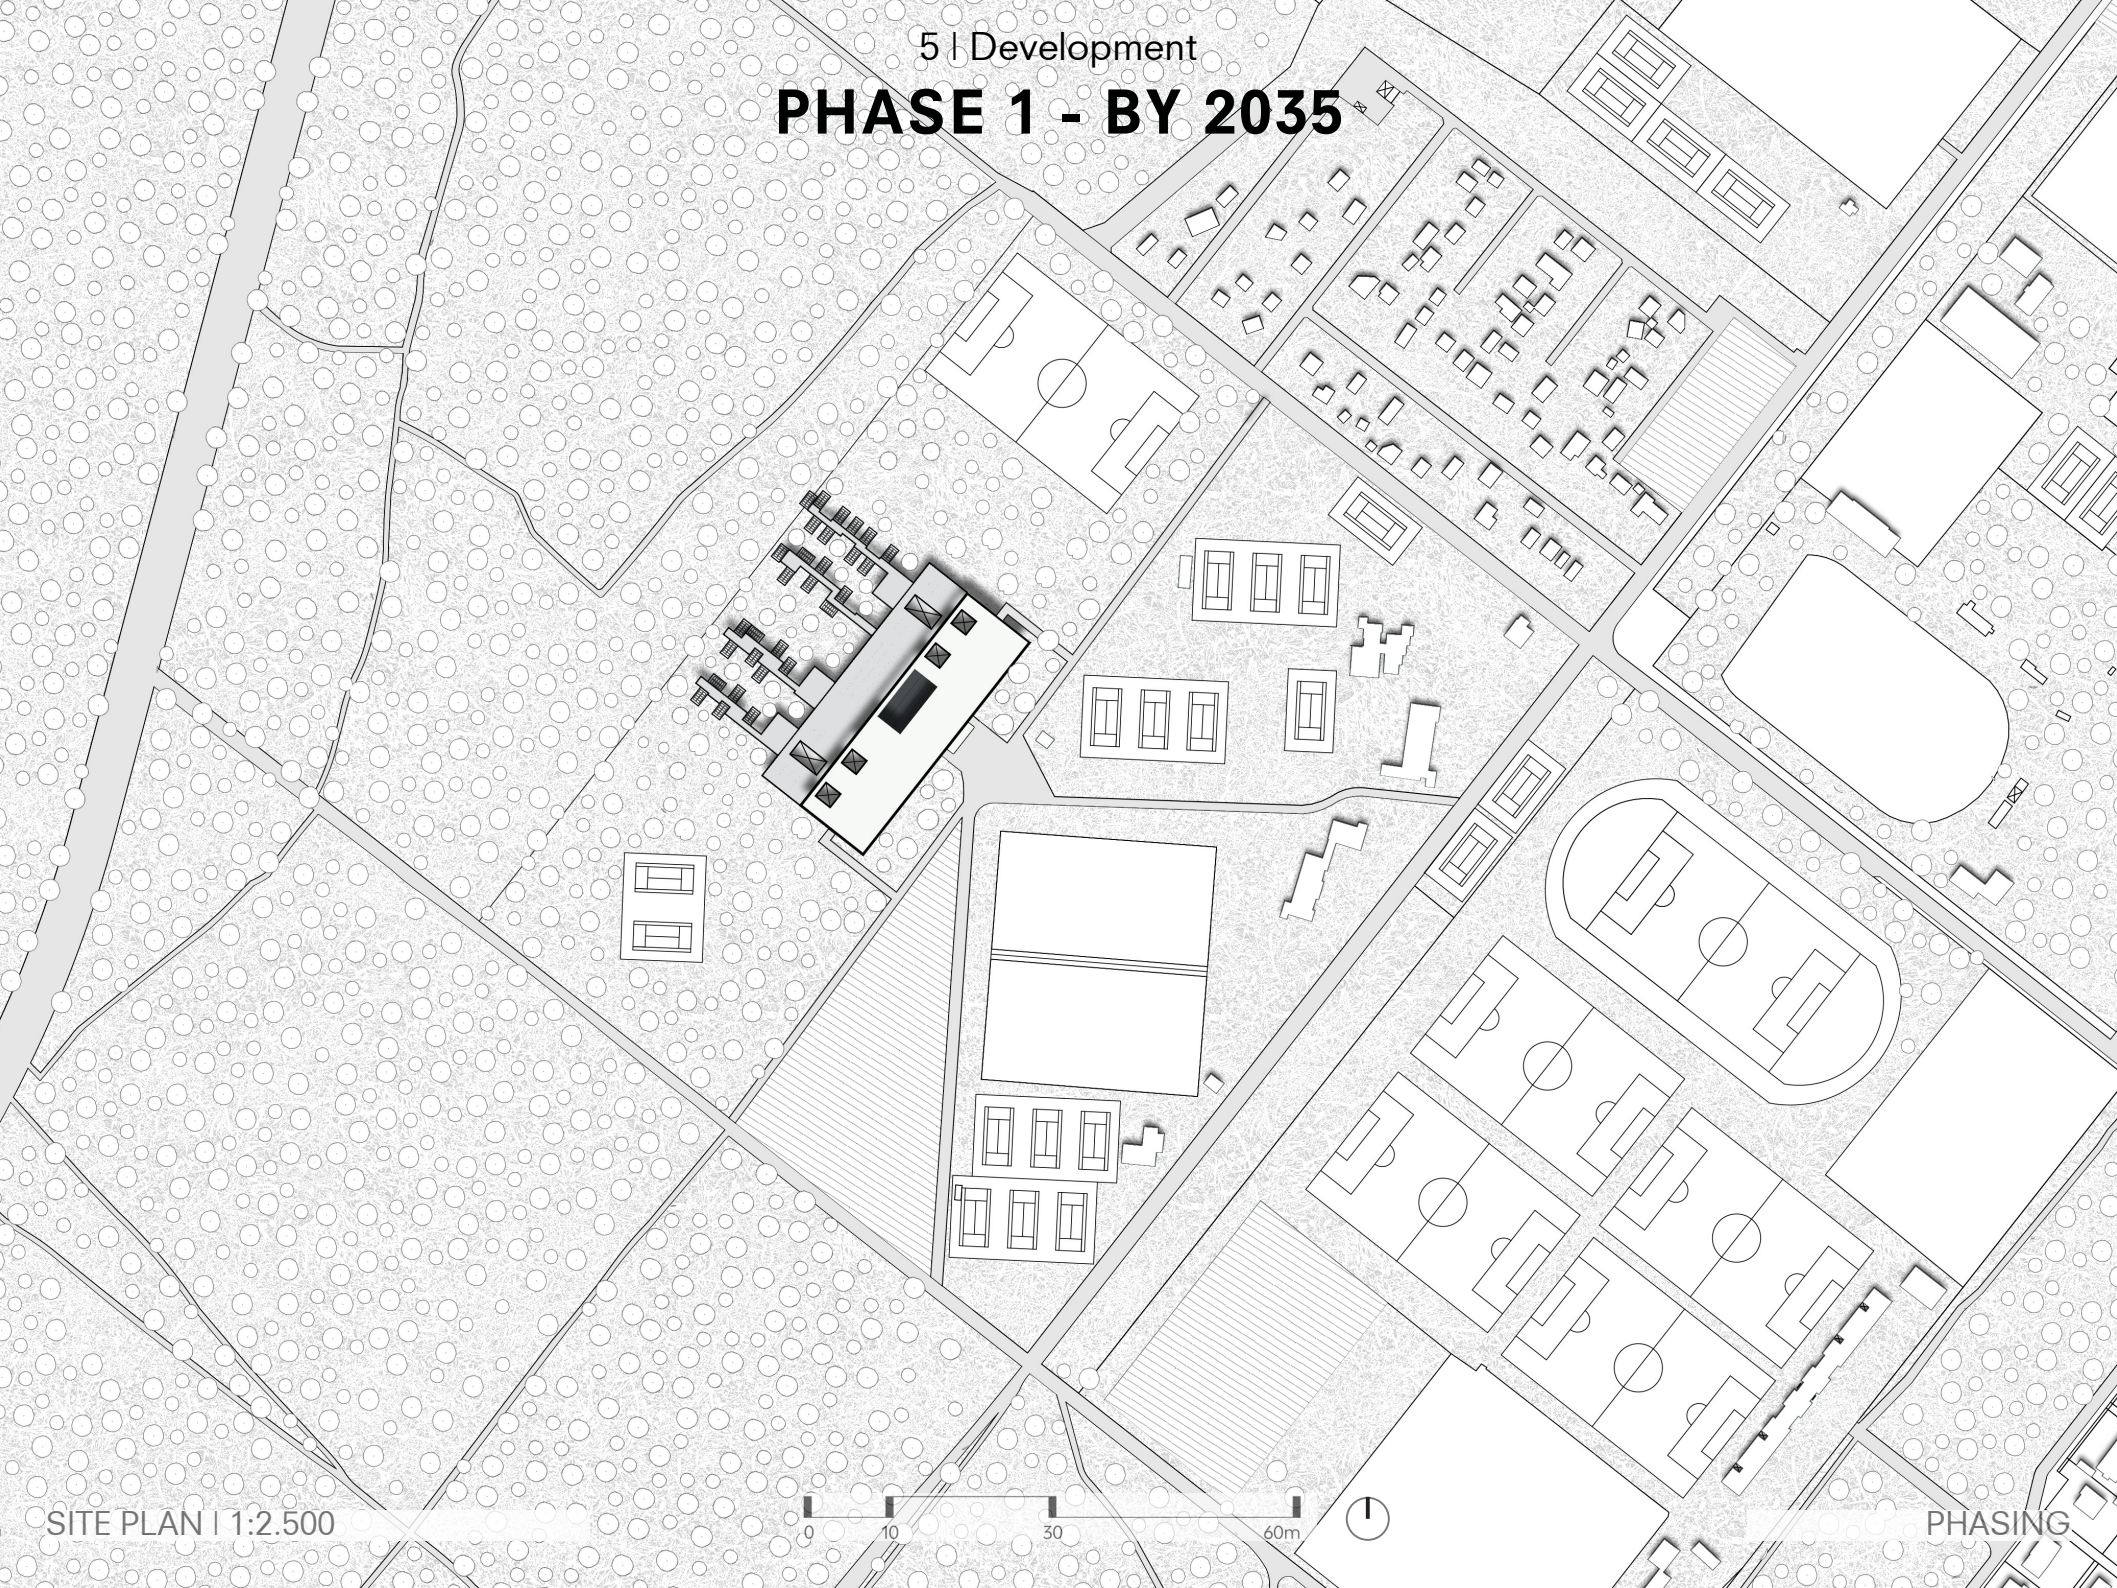 5 | Development
PHASE 1 - BY 2035
0 10 30 60m
SITE PLAN | 1:2.500
PHASING